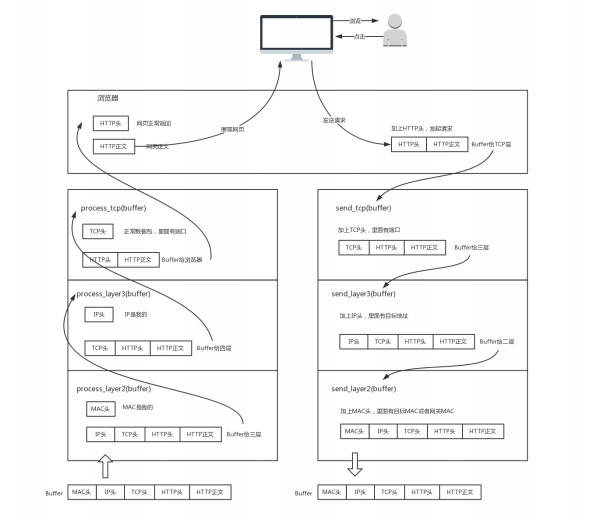 浏览
点击
浏览器
HTTP头
网页正常返回
HTTP正文
网页正文
展现网页
发送请求
加上HTTP头，发起请求
HTTP头 HTTP正文 Buffer给TCP层
process_tcp(buffer)
TCP头 正常数据包，里面有端口
HTTP头 HTTP正文 Buffer给浏览器
process_layer3(buffer)
IP头 IP是我的
TCP头 HTTP头 HTTP正文 Buffer给四层
process_layer2(buffer)
MAC头 MAC是我的
IP头 TCP头 HTTP头 HTTP正文 Buffer给三层
Buffer MAC头 IP头 TCP头 HTTP头 HTTP正文
send_tcp(buffer)
加上TCP头，里面有端口
TCP头 HTTP头 HTTP正文 Buffer给三层
send_layer3(buffer)
加上IP头，里面有目标地址
IP头 TCP头 HTTP头 HTTP正文 Buffer给二层
send_layer2(buffer)
加上MAC头，里面有目标MAC或者网关MAC
MAC头 IP头 TCP头 HTTP头 HTTP正文
Buffer MAC头 IP头 TCP头 HTTP头 HTTP正文